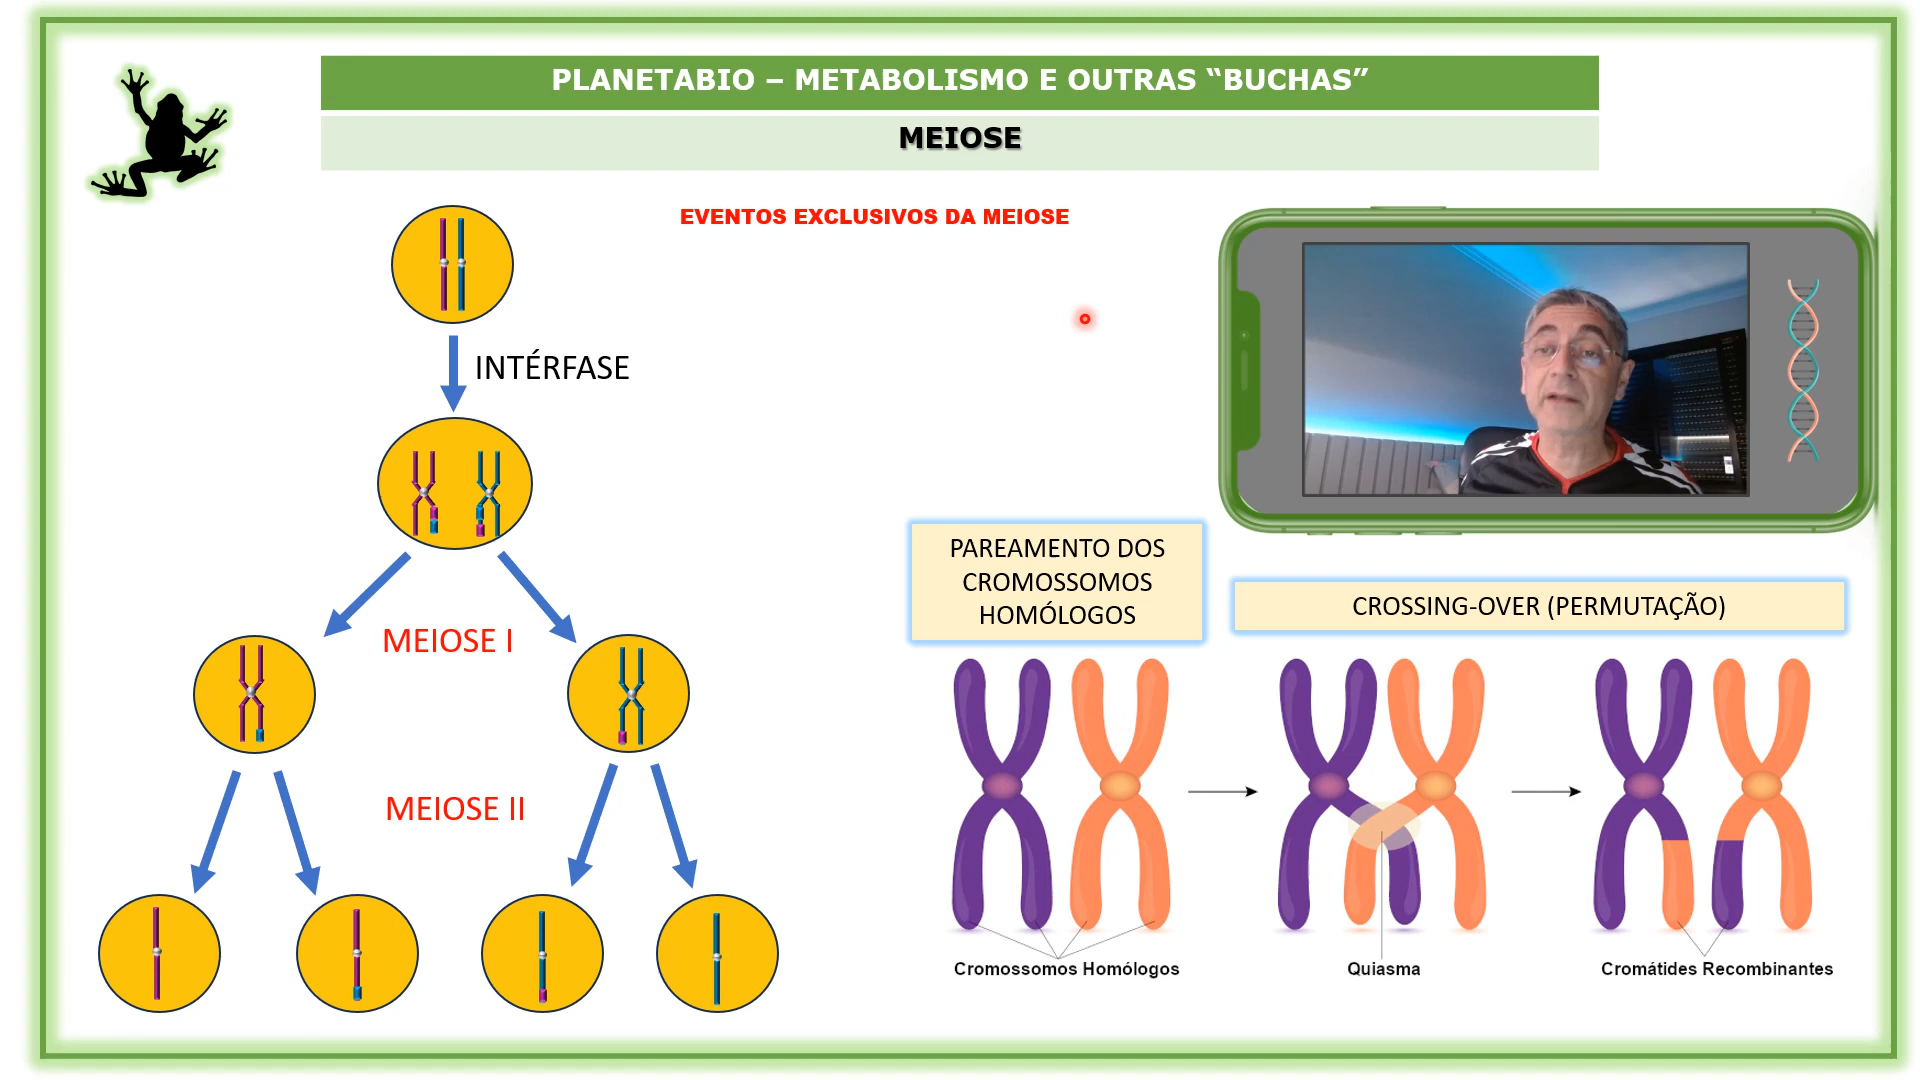 PLANETABIO – METABOLISMO E OUTRAS “BUCHAS”
MEIOSE
EVENTOS EXCLUSIVOS DA MEIOSE
INTÉRFASE
MEIOSE I
MEIOSE II
PAREAMENTO DOS
CROMOSSOMOS
HOMÓLOGOS
CROSSING-OVER (PERMUTAÇÃO)
Cromossomos Homólogos
Quiasma
Cromátides Recombinantes